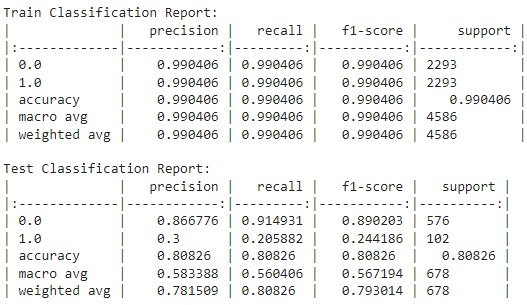 Train Classification Report:
|              |   precision |   recall |   f1-score |     support |
|:-------------|------------:|---------:|-----------:|------------:|
| 0.0          |    0.990406 | 0.990406 |   0.990406 | 2293        |
| 1.0          |    0.990406 | 0.990406 |   0.990406 | 2293        |
| accuracy     |    0.990406 | 0.990406 |   0.990406 |    0.990406 |
| macro avg    |    0.990406 | 0.990406 |   0.990406 | 4586        |
| weighted avg |    0.990406 | 0.990406 |   0.990406 | 4586        |
Test Classification Report:
|              |   precision |   recall |   f1-score |   support |
|:-------------|------------:|---------:|-----------:|----------:|
| 0.0          |    0.866776 | 0.914931 |   0.890203 | 576       |
| 1.0          |    0.3      | 0.205882 |   0.244186 | 102       |
| accuracy     |    0.80826  | 0.80826  |   0.80826  |   0.80826 |
| macro avg    |    0.583388 | 0.560406 |   0.567194 | 678       |
| weighted avg |    0.781509 | 0.80826  |   0.793014 | 678       |